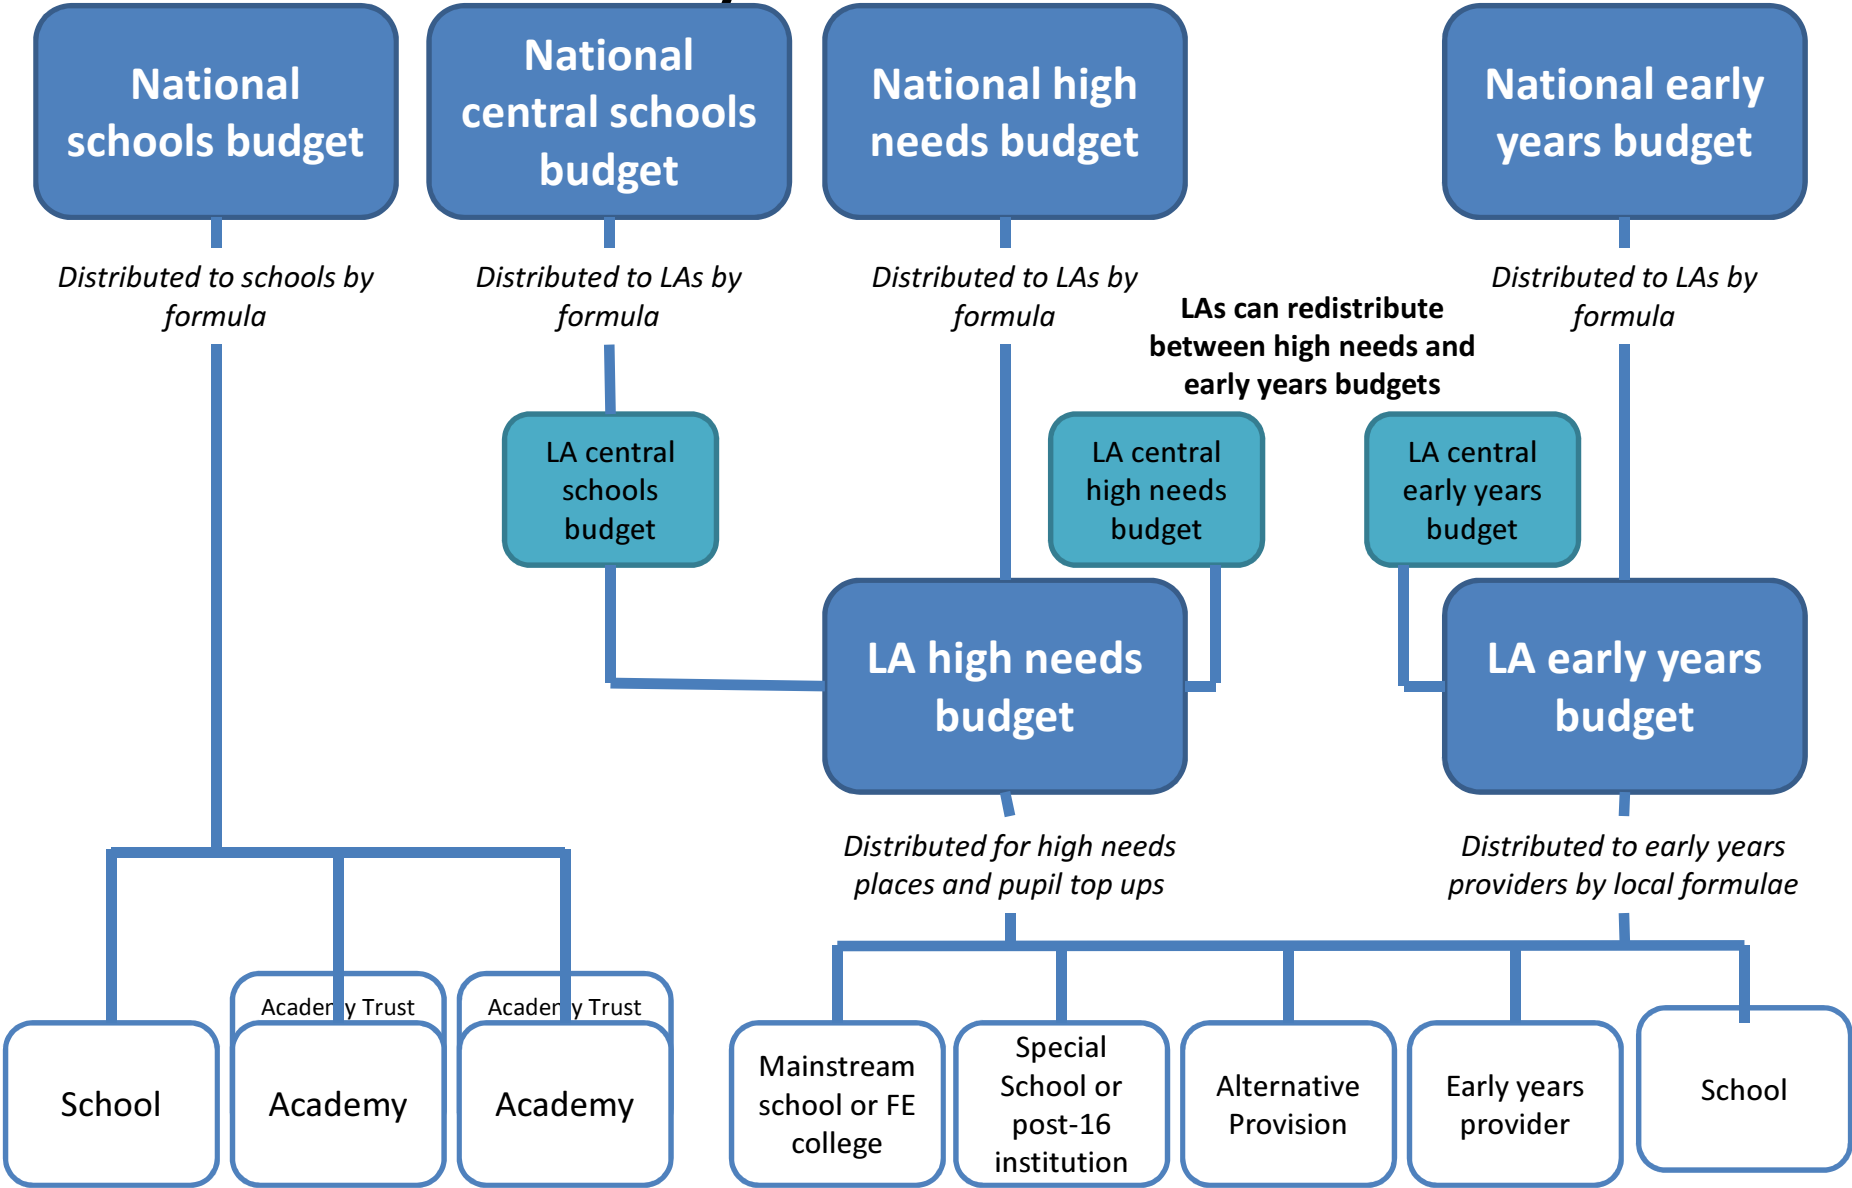 National
schools budget
National
central schools
budget
National high
needs budget
National early
years budget
Distributed to schools by
formula
Distributed to LAs by
formula
Distributed to LAs by
formula
Distributed to LAs by
formula
LAs can redistribute
between high needs and
early years budgets
LA central
schools
budget
LA central
high needs
budget
LA central
early years
budget
LA high needs
budget
LA early years
budget
Distributed for high needs
places and pupil top ups
Distributed to early years
providers by local formulae
Academy Trust
Academy Trust
School
Academy
Academy
Mainstream
school or FE
college
Special
School or
post-16
institution
Alternative
Provision
Early years
provider
School